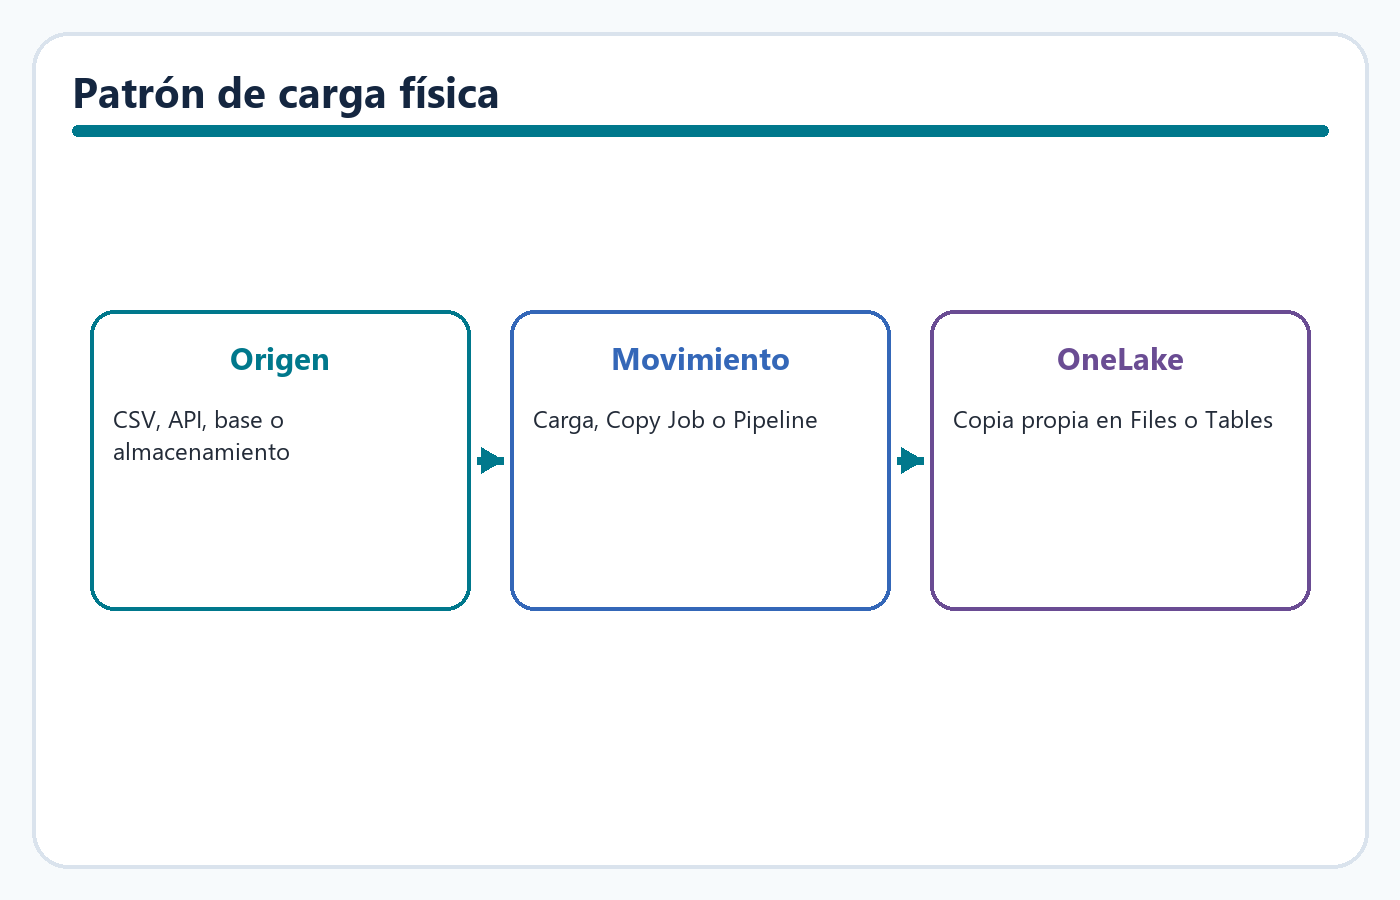 Patrón de carga física
Origen
CSV, API, base o
almacenamiento
Movimiento
Carga, Copy Job o Pipeline
OneLake
Copia propia en Files o Tables